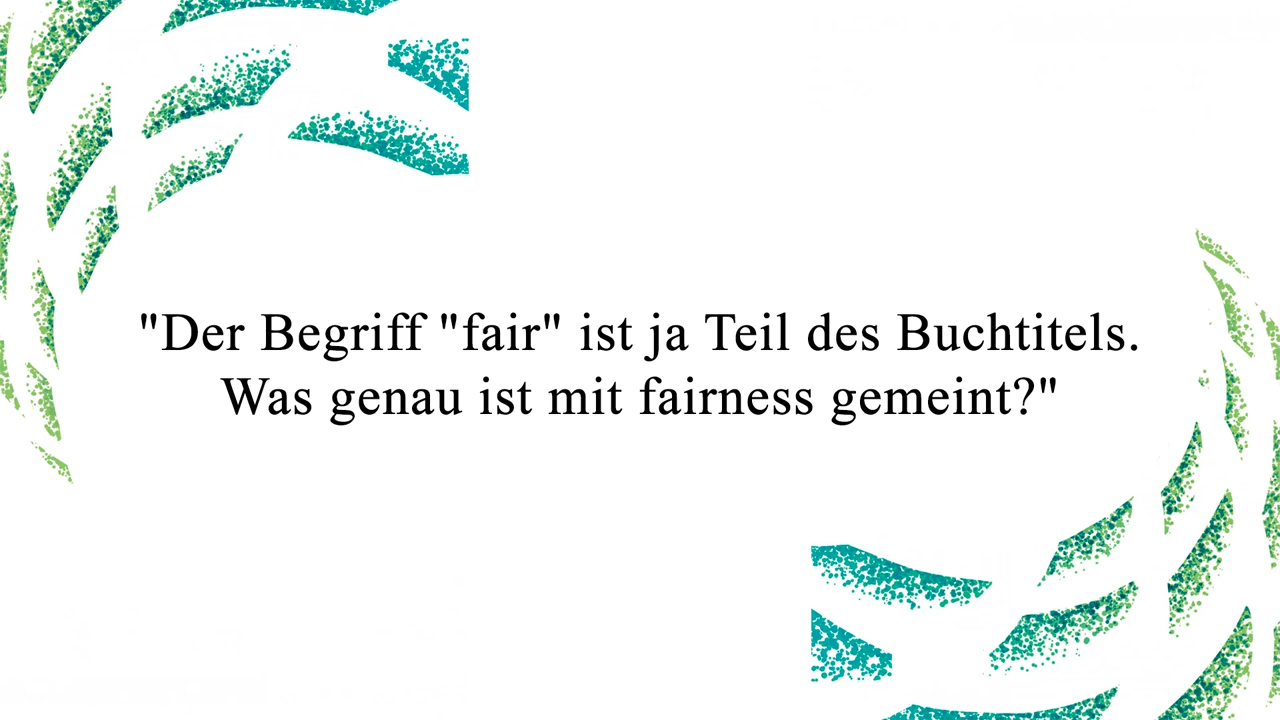 "Der Begriff "fair" ist ja Teil des Buchtitels.
Was genau ist mit fairness gemeint?"